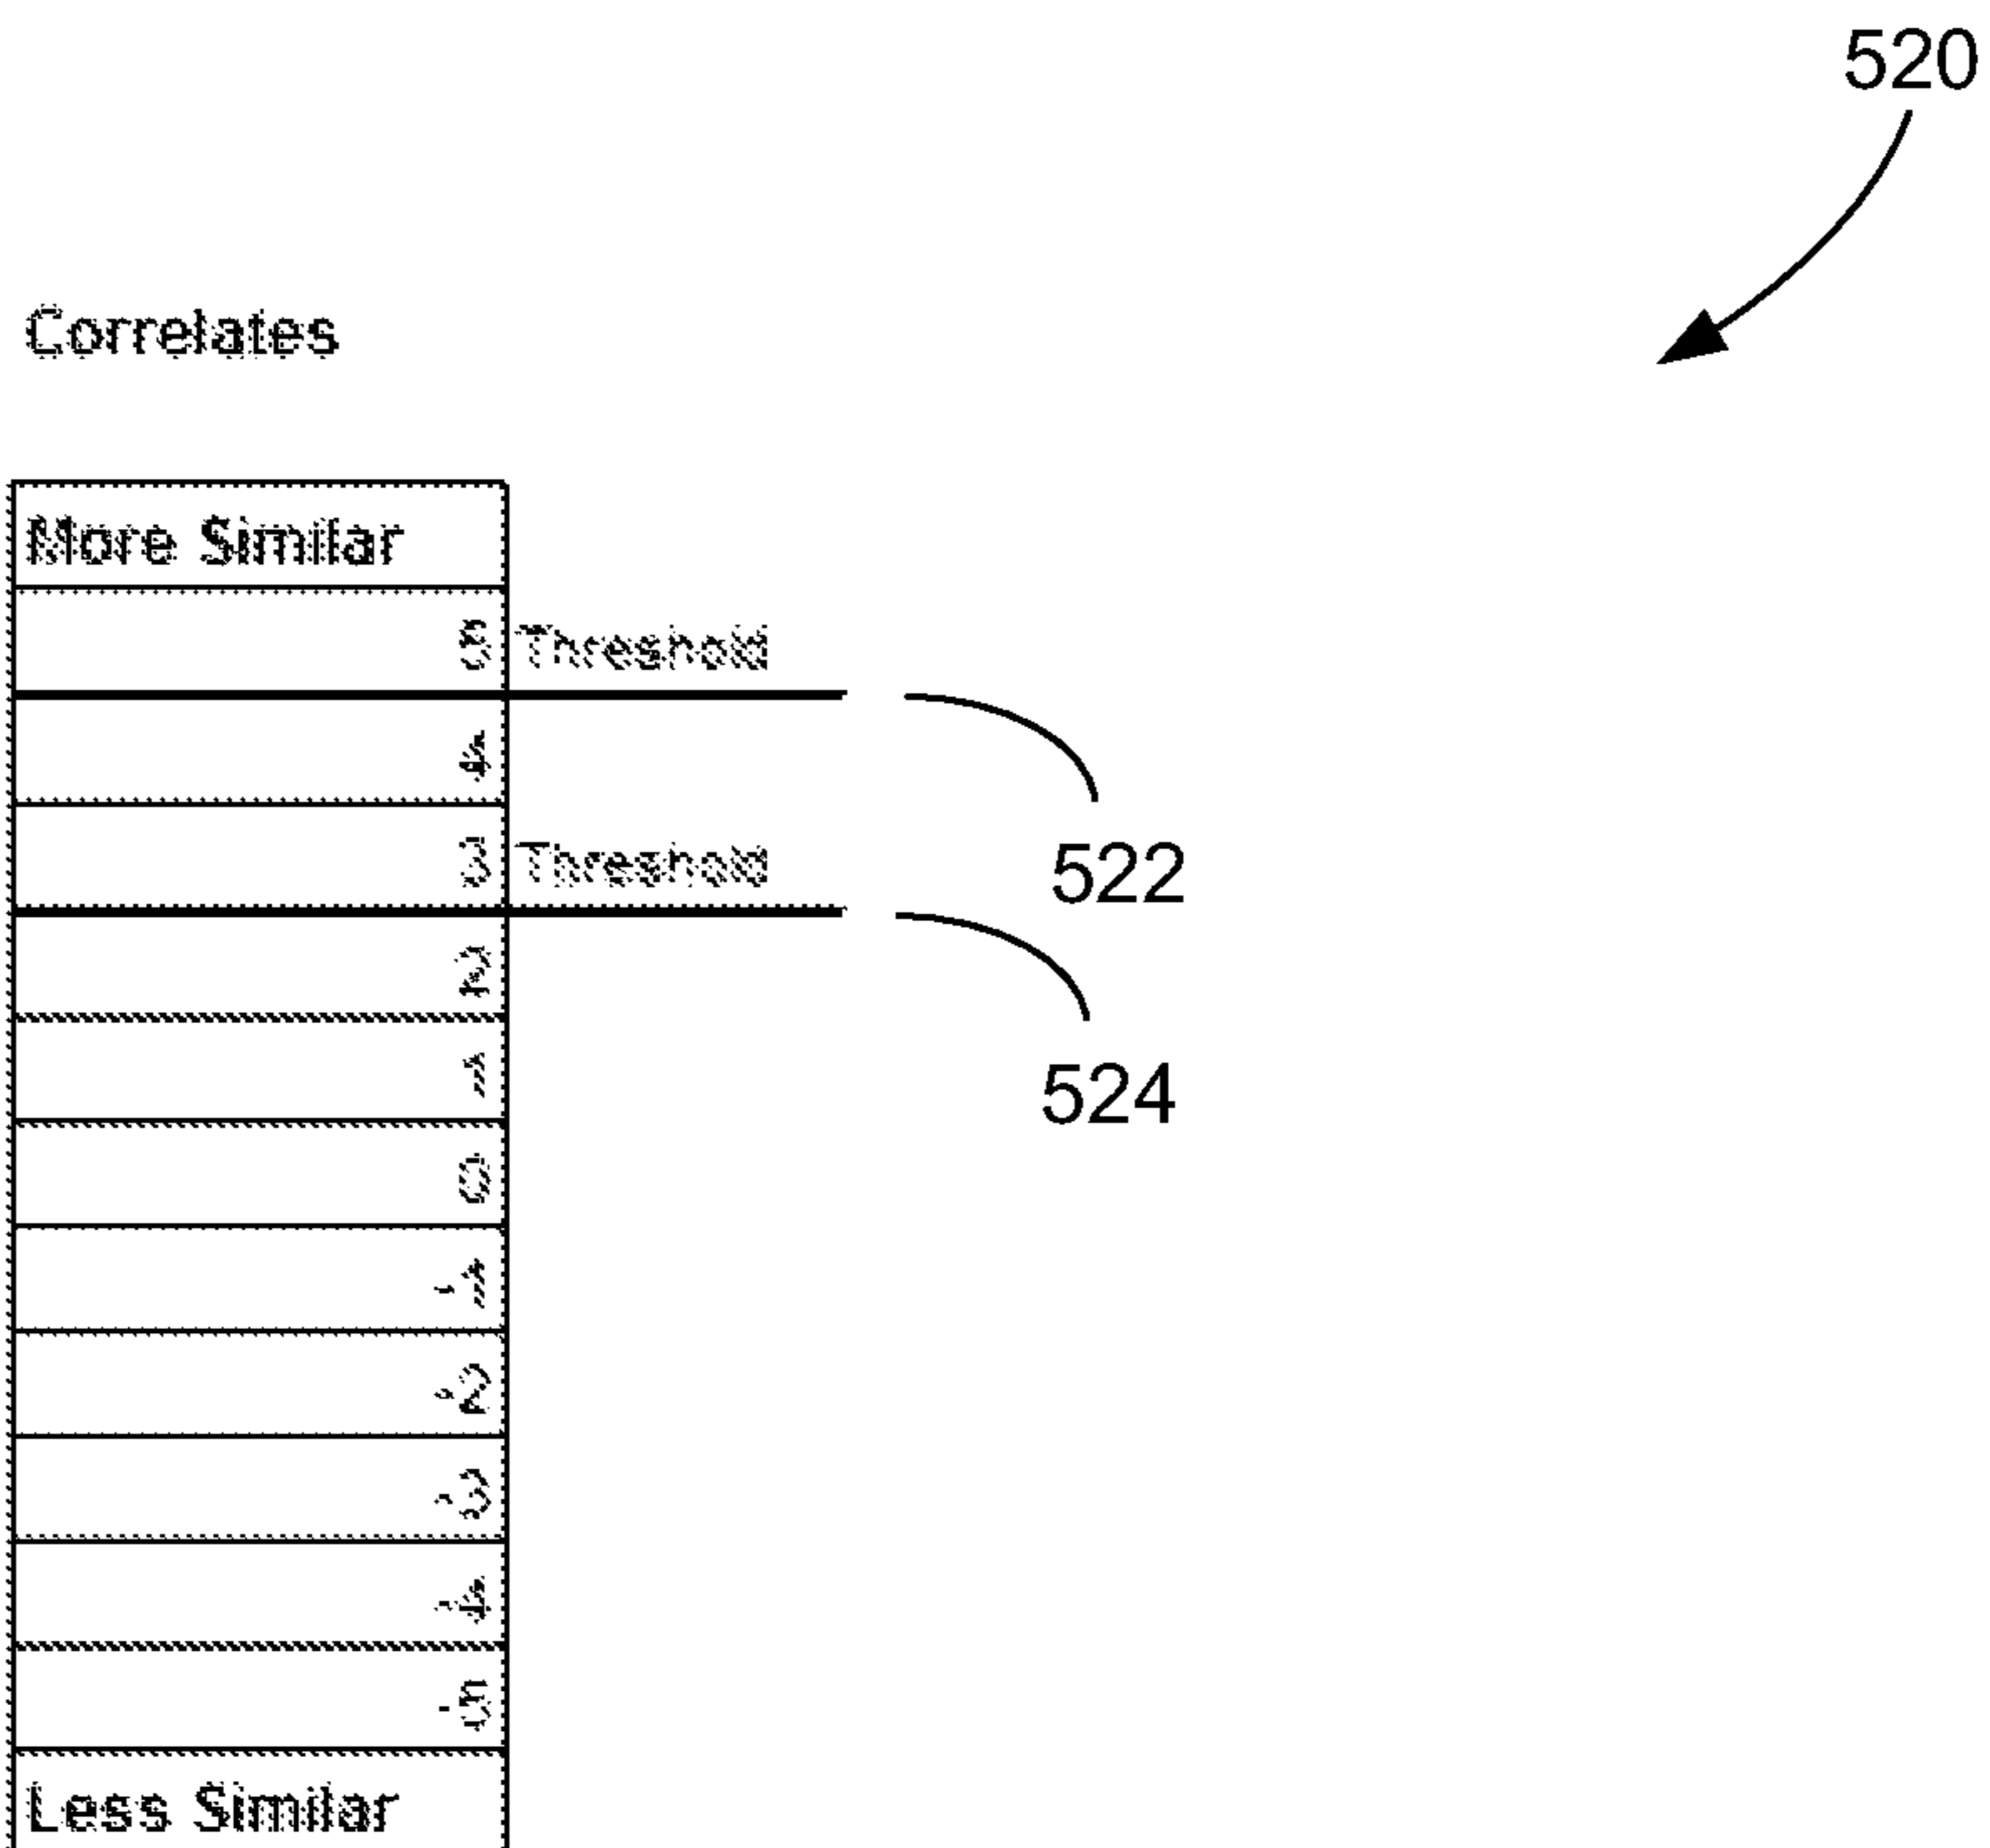 520
Correlates
More Similar
5 Threshold
4
3 Threshold
522
2
1
524
0
-1
-2
-3
-4
-5
Less Similar